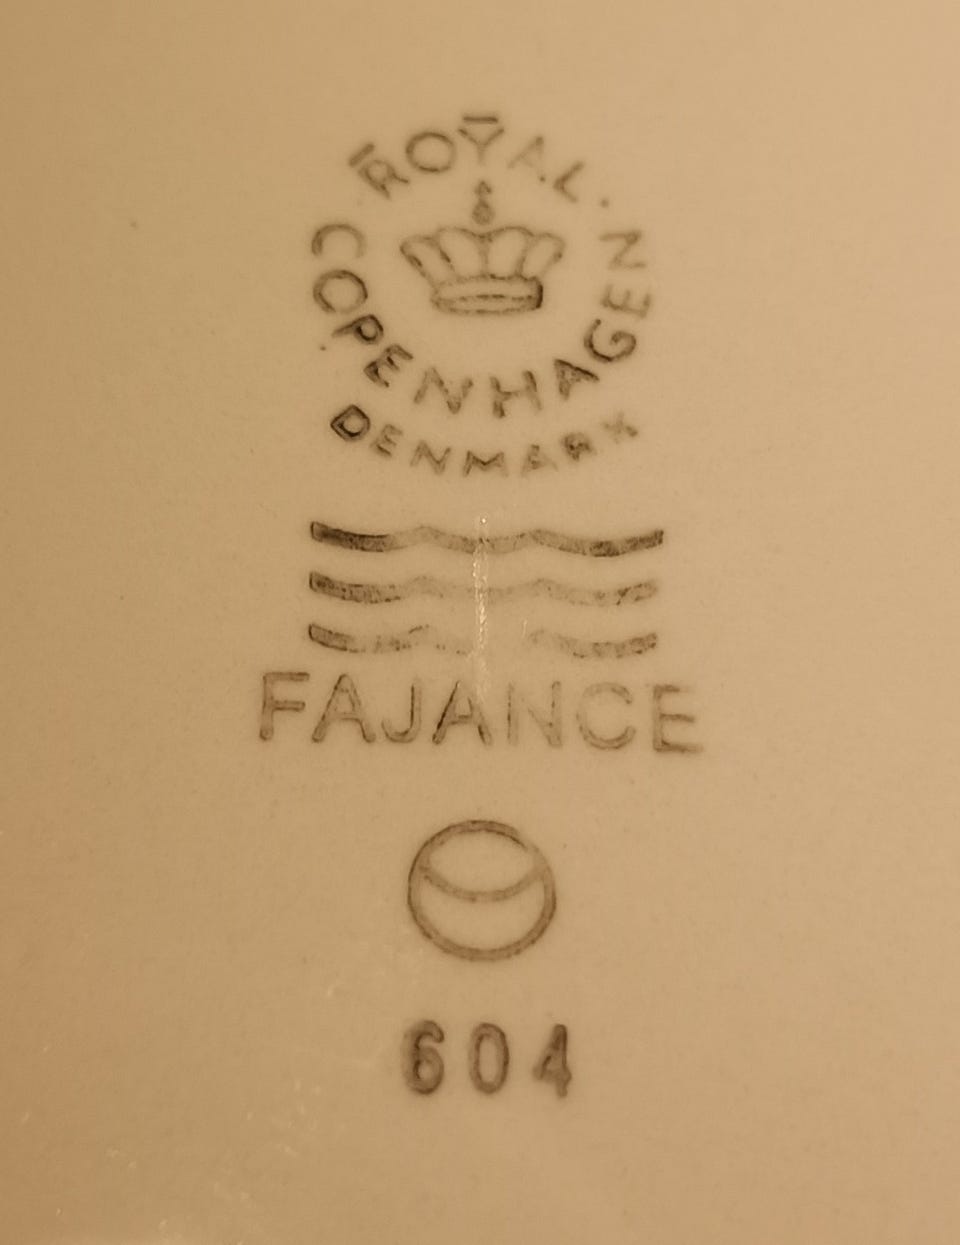 ROYAL.
COPENHAGEN
DENMARK
FAJANCE
604